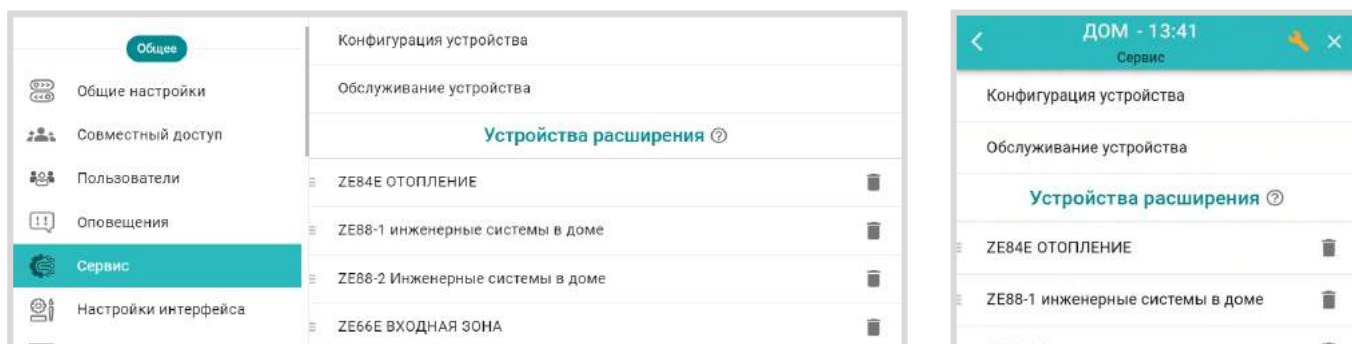 Общее
Общие настройки
Совместный доступ
Пользователи
Оповещения
Сервис
Настройки интерфейса
Конфигурация устройства
Обслуживание устройства
Устройства расширения
ZE84E ОТОПЛЕНИЕ
ZE88-1 инженерные системы в доме
ZE88-2 Инженерные системы в доме
ZE66E ВХОДНАЯ ЗОНА
ДОМ - 13:41
Сервис
Конфигурация устройства
Обслуживание устройства
Устройства расширения
ZE84E ОТОПЛЕНИЕ
ZE88-1 инженерные системы в доме